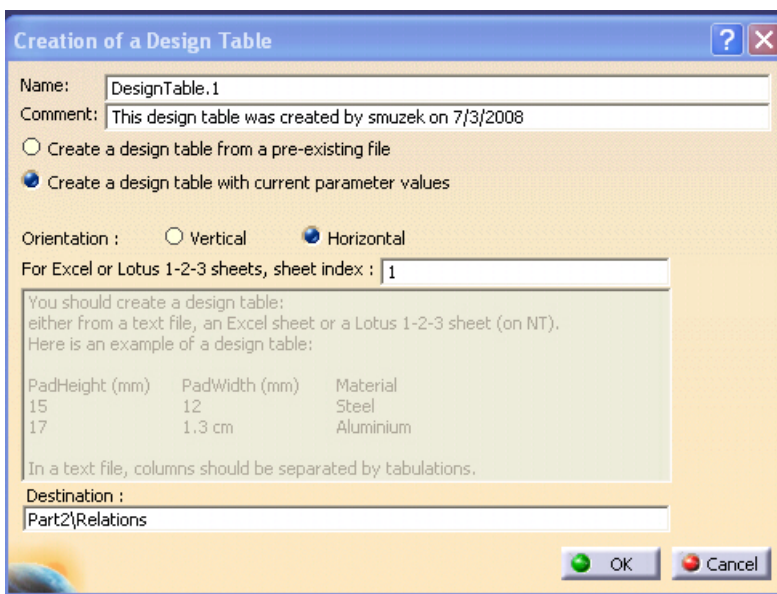 Creation of a Design Table
?
Name: DesignTable.1
Comment: This design table was created by smuzek on 7/3/2008
Create a design table from a pre-existing file
Create a design table with current parameter values
Orientation : Vertical Horizontal
For Excel or Lotus 1-2-3 sheets, sheet index : 1
You should create a design table:
either from a text file, an Excel sheet or a Lotus 1-2-3 sheet (on NT).
Here is an example of a design table:
PadHeight (mm) PadWidth (mm) Material
15 12 Steel
17 1.3 cm Aluminium
In a text file, columns should be separated by tabulations.
Destination :
Part2\Relations
OK Cancel